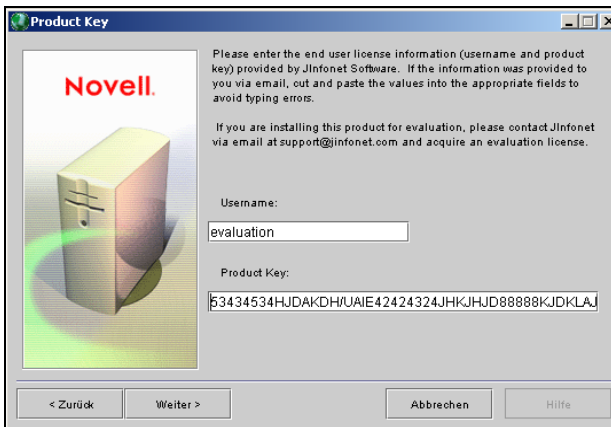 Product Key
Novell.
Please enter the end user license information (username and product
key) provided by JInfonet Software. If the information was provided to
you via email, cut and paste the values into the appropriate fields to
avoid typing errors.
If you are installing this product for evaluation, please contact JInfonet
via email at support@jinfonet.com and acquire an evaluation license.
Username:
evaluation
Product Key:
53434534HJDAKDH/UAIE42424324JHKJHJD88888KJDKLAJ
< Zurück
Weiter >
Abbrechen
Hilfe